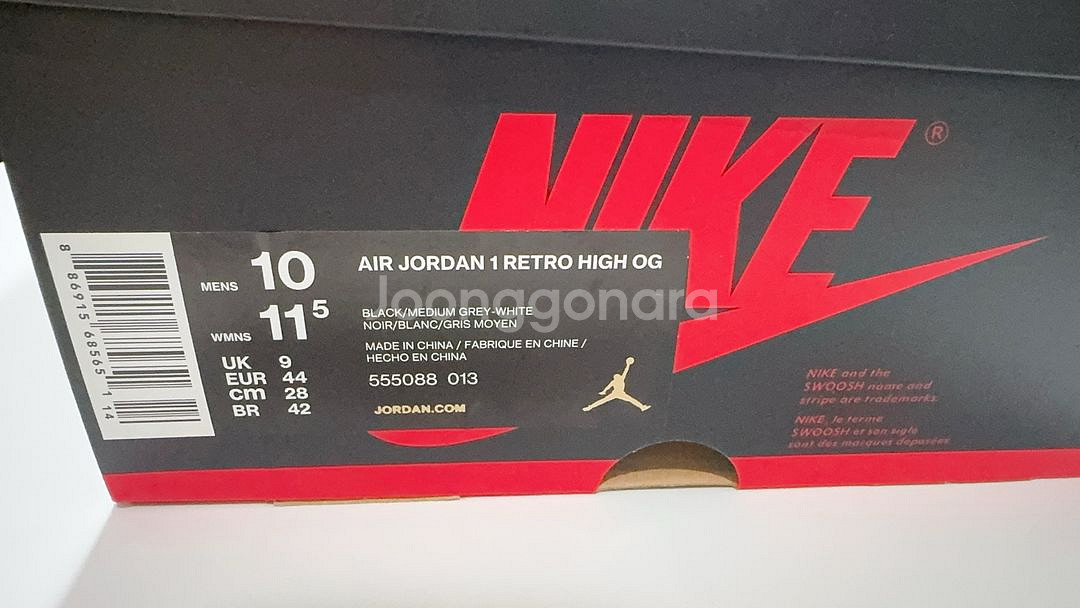 NIKE ®
8 86915 68565 1 14
MENS 10
WMNS 11⁵
UK 9
EUR 44
cm 28
BR 42
AIR JORDAN 1 RETRO HIGH OG
BLACK/MEDIUM GREY-WHITE
NOIR/BLANC/GRIS MOYEN
MADE IN CHINA / FABRIQUE EN CHINE /
HECHO EN CHINA
555088 013
JORDAN.COM
joonggonara
NIKE and the
SWOOSH name and
stripe are trademarks.
NIKE, le terme
SWOOSH et son sigle
sont des marques deposées.